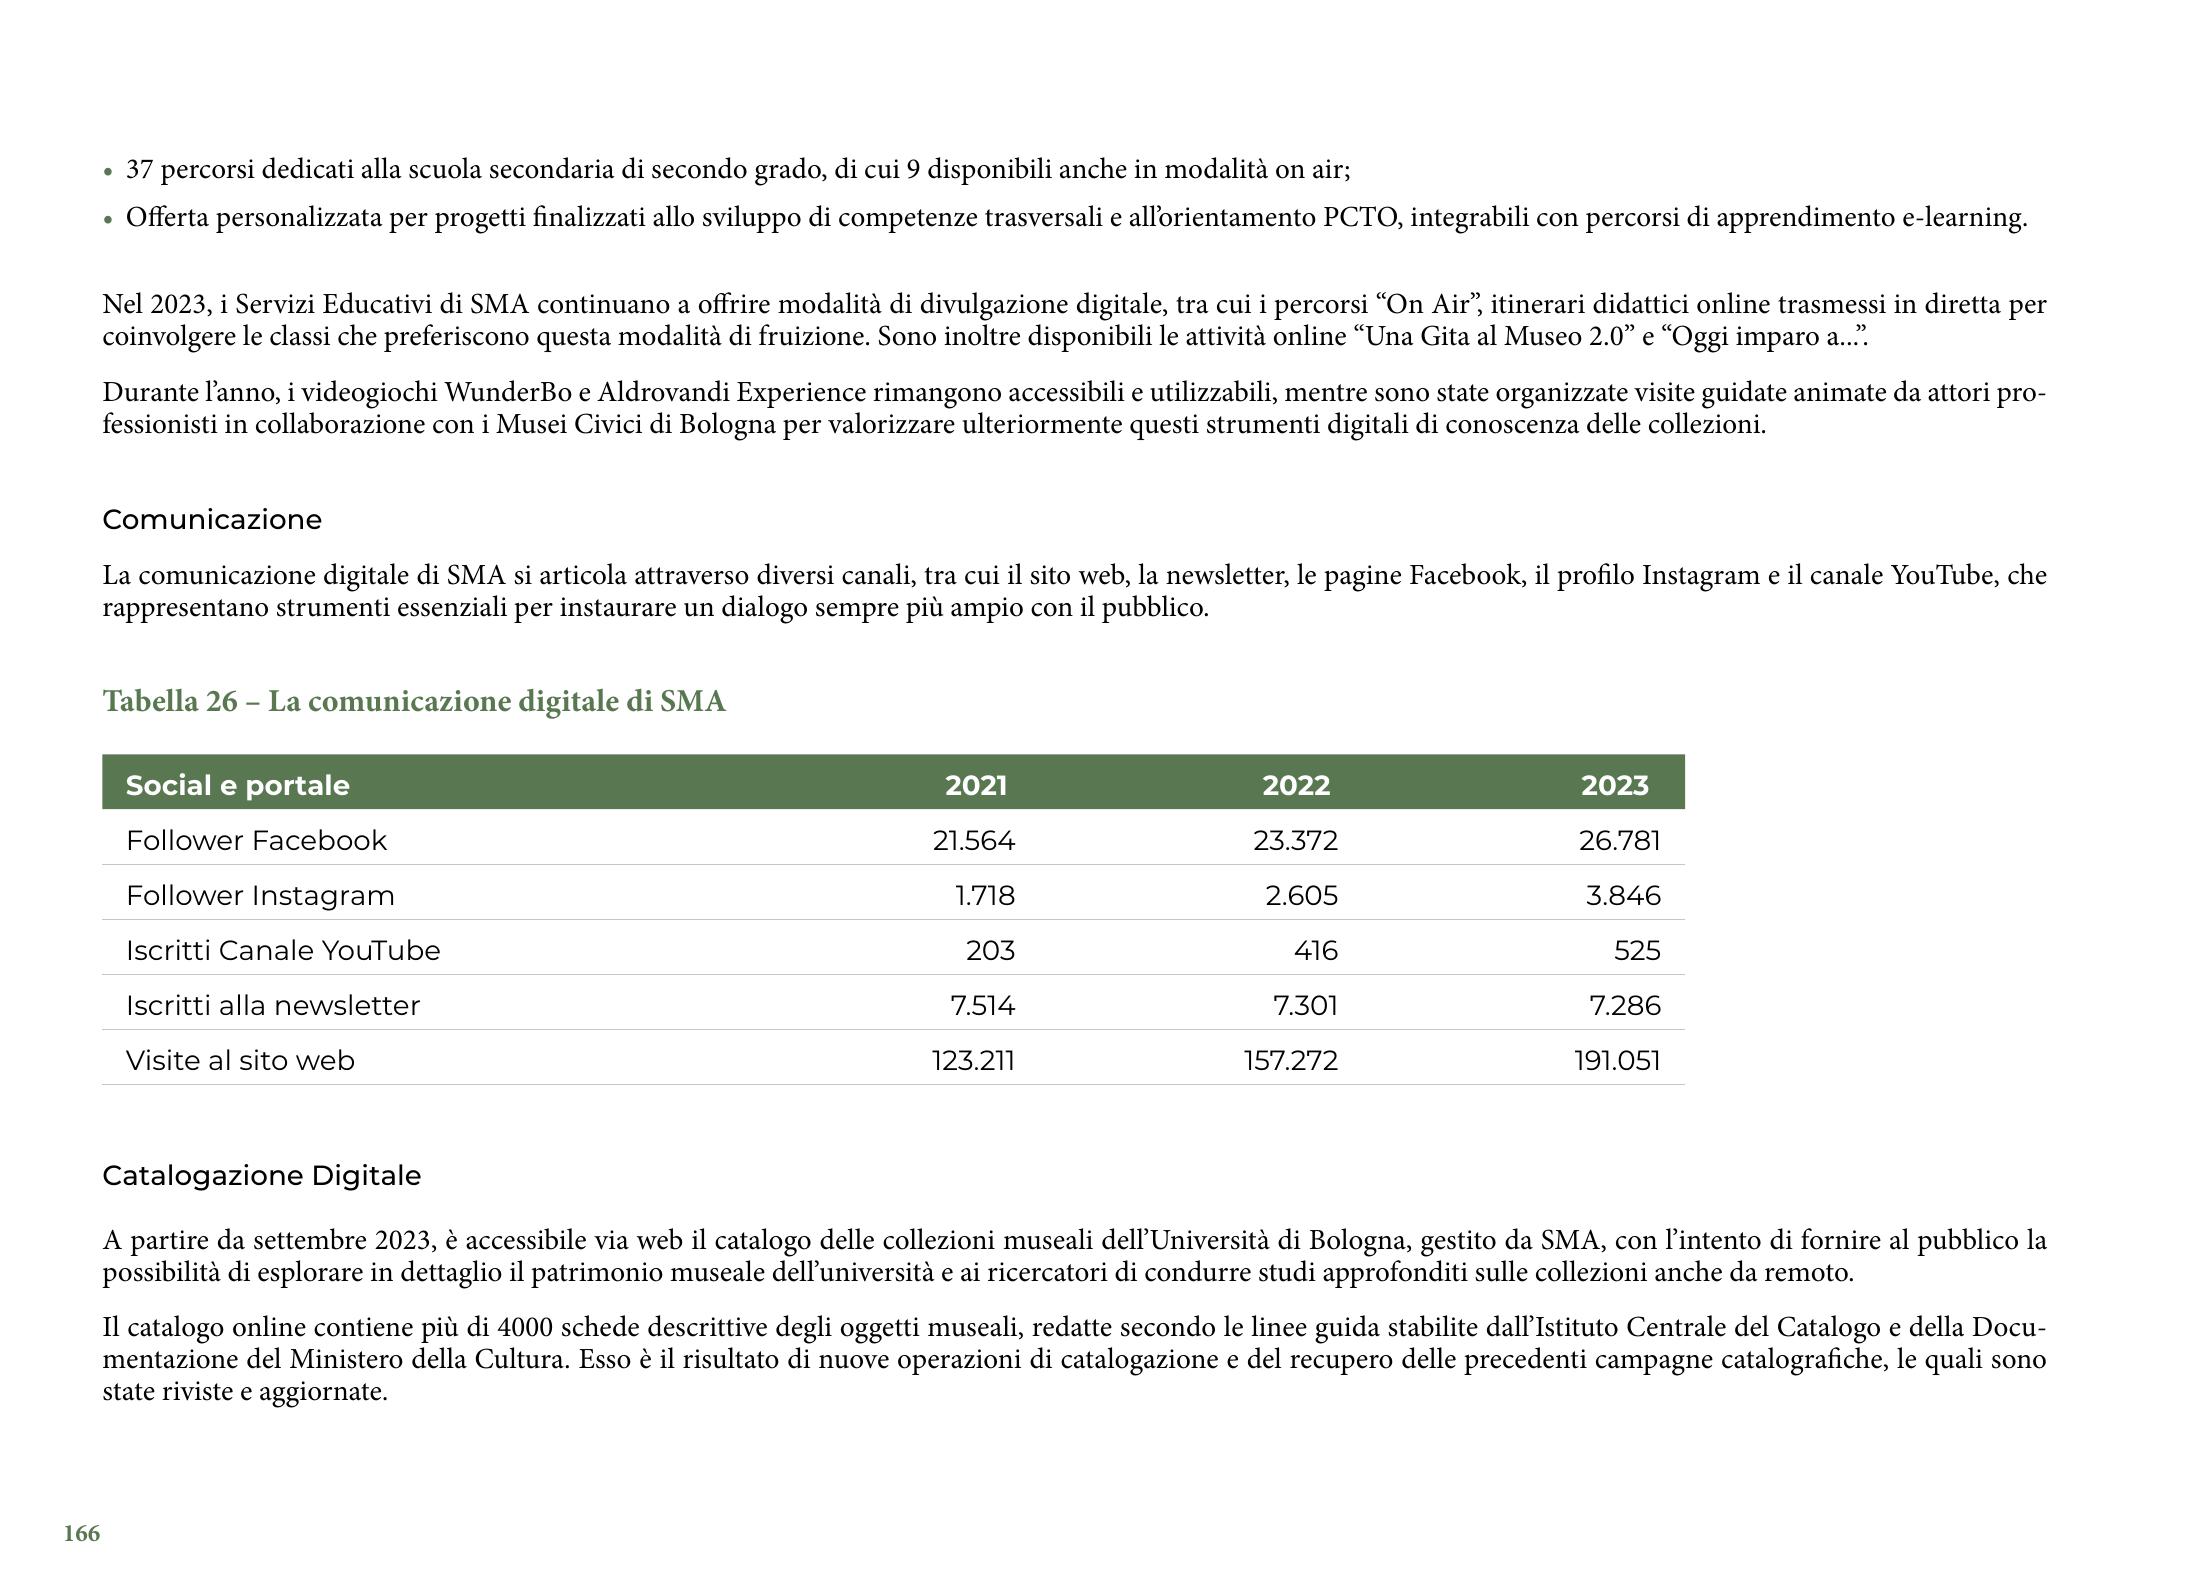 • 37 percorsi dedicati alla scuola secondaria di secondo grado, di cui 9 disponibili anche in modalità on air;
• Offerta personalizzata per progetti finalizzati allo sviluppo di competenze trasversali e all’orientamento PCTO, integrabili con percorsi di apprendimento e-learning.
Nel 2023, i Servizi Educativi di SMA continuano a offrire modalità di divulgazione digitale, tra cui i percorsi “On Air”, itinerari didattici online trasmessi in diretta per
coinvolgere le classi che preferiscono questa modalità di fruizione. Sono inoltre disponibili le attività online “Una Gita al Museo 2.0” e “Oggi imparo a...”.
Durante l’anno, i videogiochi WunderBo e Aldrovandi Experience rimangono accessibili e utilizzabili, mentre sono state organizzate visite guidate animate da attori pro-
fessionisti in collaborazione con i Musei Civici di Bologna per valorizzare ulteriormente questi strumenti digitali di conoscenza delle collezioni.
Comunicazione
La comunicazione digitale di SMA si articola attraverso diversi canali, tra cui il sito web, la newsletter, le pagine Facebook, il profilo Instagram e il canale YouTube, che
rappresentano strumenti essenziali per instaurare un dialogo sempre più ampio con il pubblico.
Tabella 26 – La comunicazione digitale di SMA
Social e portale 2021 2022 2023
Follower Facebook 21.564 23.372 26.781
Follower Instagram 1.718 2.605 3.846
Iscritti Canale YouTube 203 416 525
Iscritti alla newsletter 7.514 7.301 7.286
Visite al sito web 123.211 157.272 191.051
Catalogazione Digitale
A partire da settembre 2023, è accessibile via web il catalogo delle collezioni museali dell’Università di Bologna, gestito da SMA, con l’intento di fornire al pubblico la
possibilità di esplorare in dettaglio il patrimonio museale dell’università e ai ricercatori di condurre studi approfonditi sulle collezioni anche da remoto.
Il catalogo online contiene più di 4000 schede descrittive degli oggetti museali, redatte secondo le linee guida stabilite dall’Istituto Centrale del Catalogo e della Docu-
mentazione del Ministero della Cultura. Esso è il risultato di nuove operazioni di catalogazione e del recupero delle precedenti campagne catalografiche, le quali sono
state riviste e aggiornate.
166